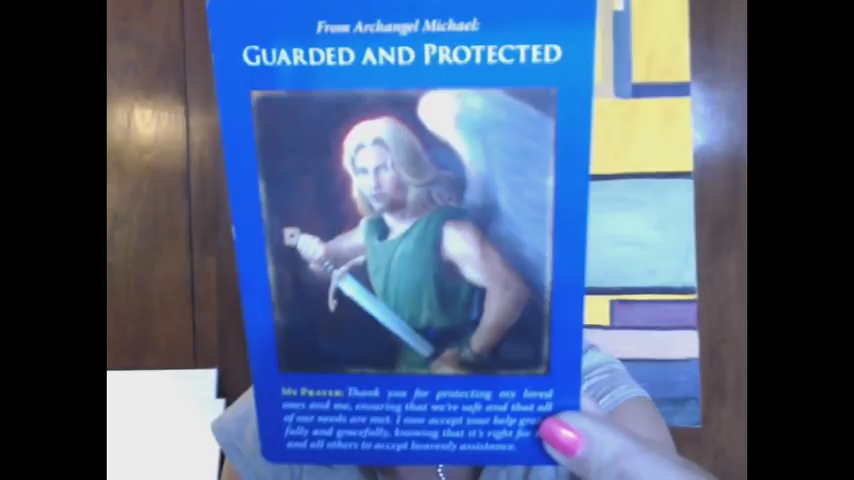 From Archangel Michael:
GUARDED AND PROTECTED
MY PRAYER: Thank you for protecting my loved
ones and me, ensuring that we're safe and that all
of our needs are met. I now accept your help
fully and gracefully, knowing that it's right for
and all others to accept heavenly assistance.